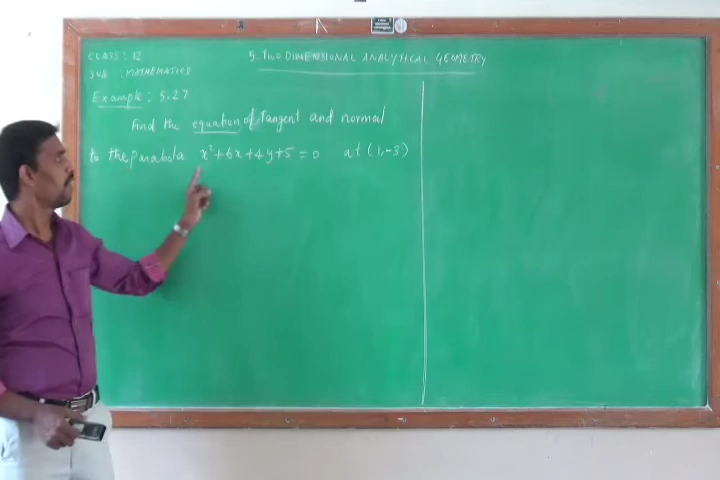 CLASS: 12
5. TWO DIMENSIONAL ANALYTICAL GEOMETRY
SUB : MATHEMATICS
Example: 5.27
Find the equation of Tangent and normal
to the parabola x²+6x+4y+5=0 at (1,-3)